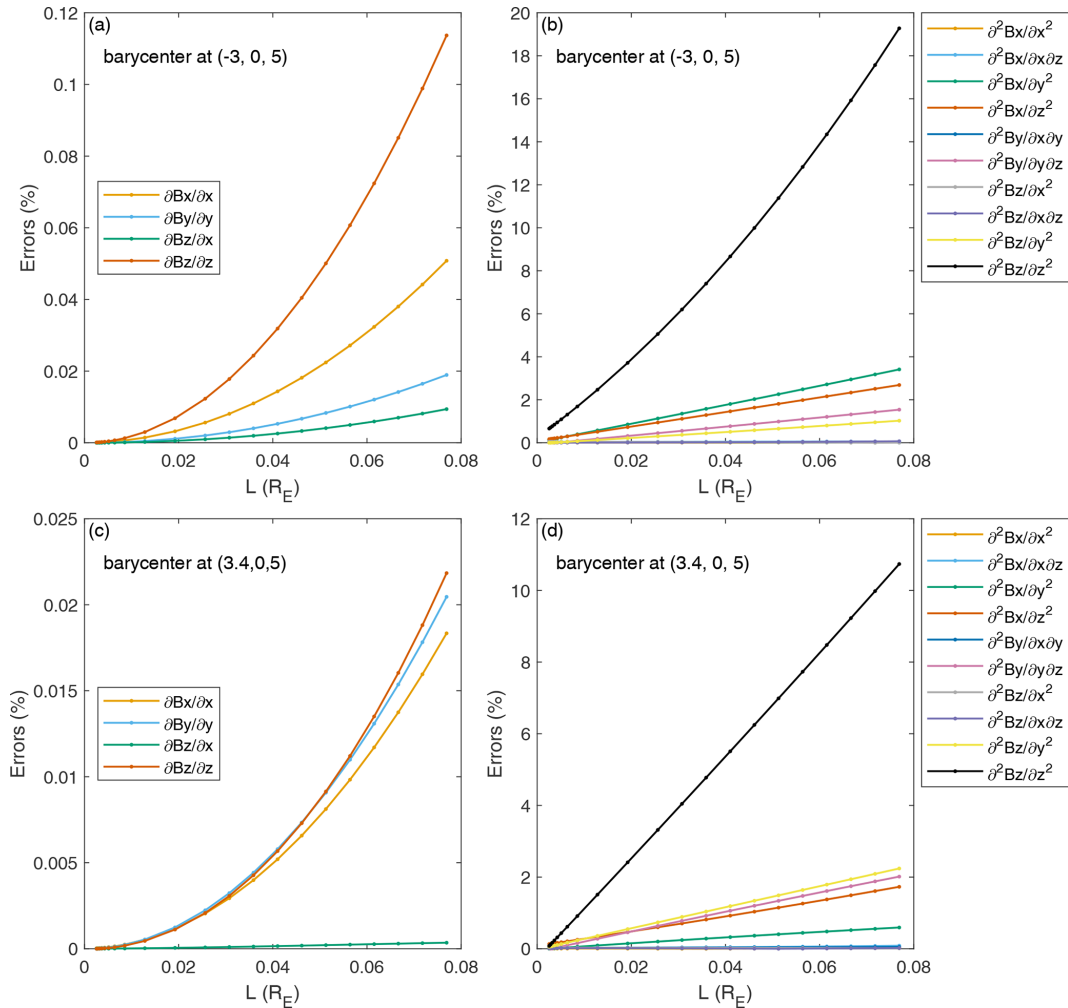 (a)
barycenter at (-3, 0, 5)
0.12
0.1
0.12
0.06
0.06
0.04
0.02
0
Errors (%)
∂Bx/∂x
∂By/∂y
∂Bz/∂x
∂Bz/∂z
0 0.02 0.04 0.06 0.08
L (R_E)
(b)
barycenter at (-3, 0, 5)
20
18
16
14
12
10
8
6
4
2
0
Errors (%)
0 0.02 0.04 0.06 0.08
L (R_E)
∂²Bx/∂x²
∂²Bx/∂x∂z
∂²Bx/∂y²
∂²Bx/∂z²
∂²By/∂x∂y
∂²By/∂y∂z
∂²Bz/∂x²
∂²Bz/∂x∂z
∂²Bz/∂y²
∂²Bz/∂z²
(c)
barycenter at (3.4,0,5)
0.025
0.02
0.015
0.01
0.005
0
Errors (%)
∂Bx/∂x
∂By/∂y
∂Bz/∂x
∂Bz/∂z
0 0.02 0.04 0.06 0.08
L (R_E)
(d)
barycenter at (3.4, 0, 5)
12
10
8
6
4
2
0
Errors (%)
0 0.02 0.04 0.06 0.08
L (R_E)
∂²Bx/∂x²
∂²Bx/∂x∂z
∂²Bx/∂y²
∂²Bx/∂z²
∂²By/∂x∂y
∂²By/∂y∂z
∂²Bz/∂x²
∂²Bz/∂x∂z
∂²Bz/∂y²
∂²Bz/∂z²